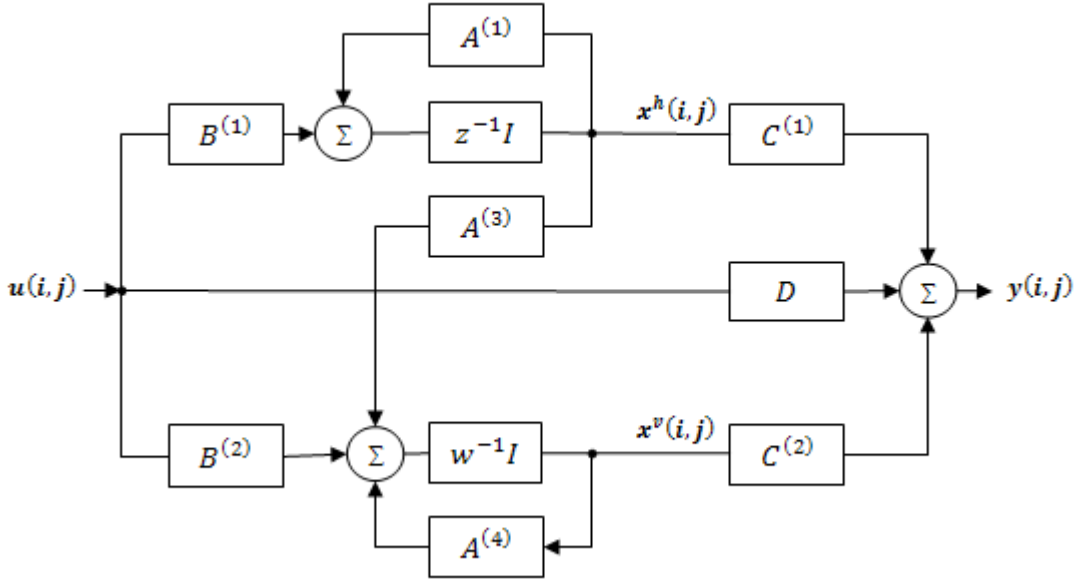 A⁽¹⁾
B⁽¹⁾
Σ
z⁻¹I
xʰ(i,j)
C⁽¹⁾
A⁽³⁾
u(i,j)
D
Σ
y(i,j)
B⁽²⁾
Σ
w⁻¹I
xᵛ(i,j)
C⁽²⁾
A⁽⁴⁾